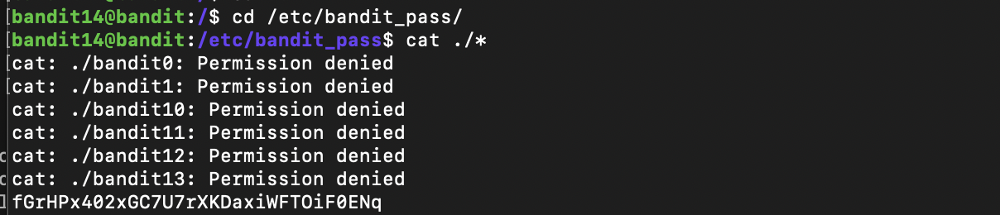 bandit14@bandit:/$ cd /etc/bandit_pass/
bandit14@bandit:/etc/bandit_pass$ cat ./*
cat: ./bandit0: Permission denied
cat: ./bandit1: Permission denied
cat: ./bandit10: Permission denied
cat: ./bandit11: Permission denied
cat: ./bandit12: Permission denied
cat: ./bandit13: Permission denied
fGrHPx402xGC7U7rXKDaxiWFTOiF0ENq